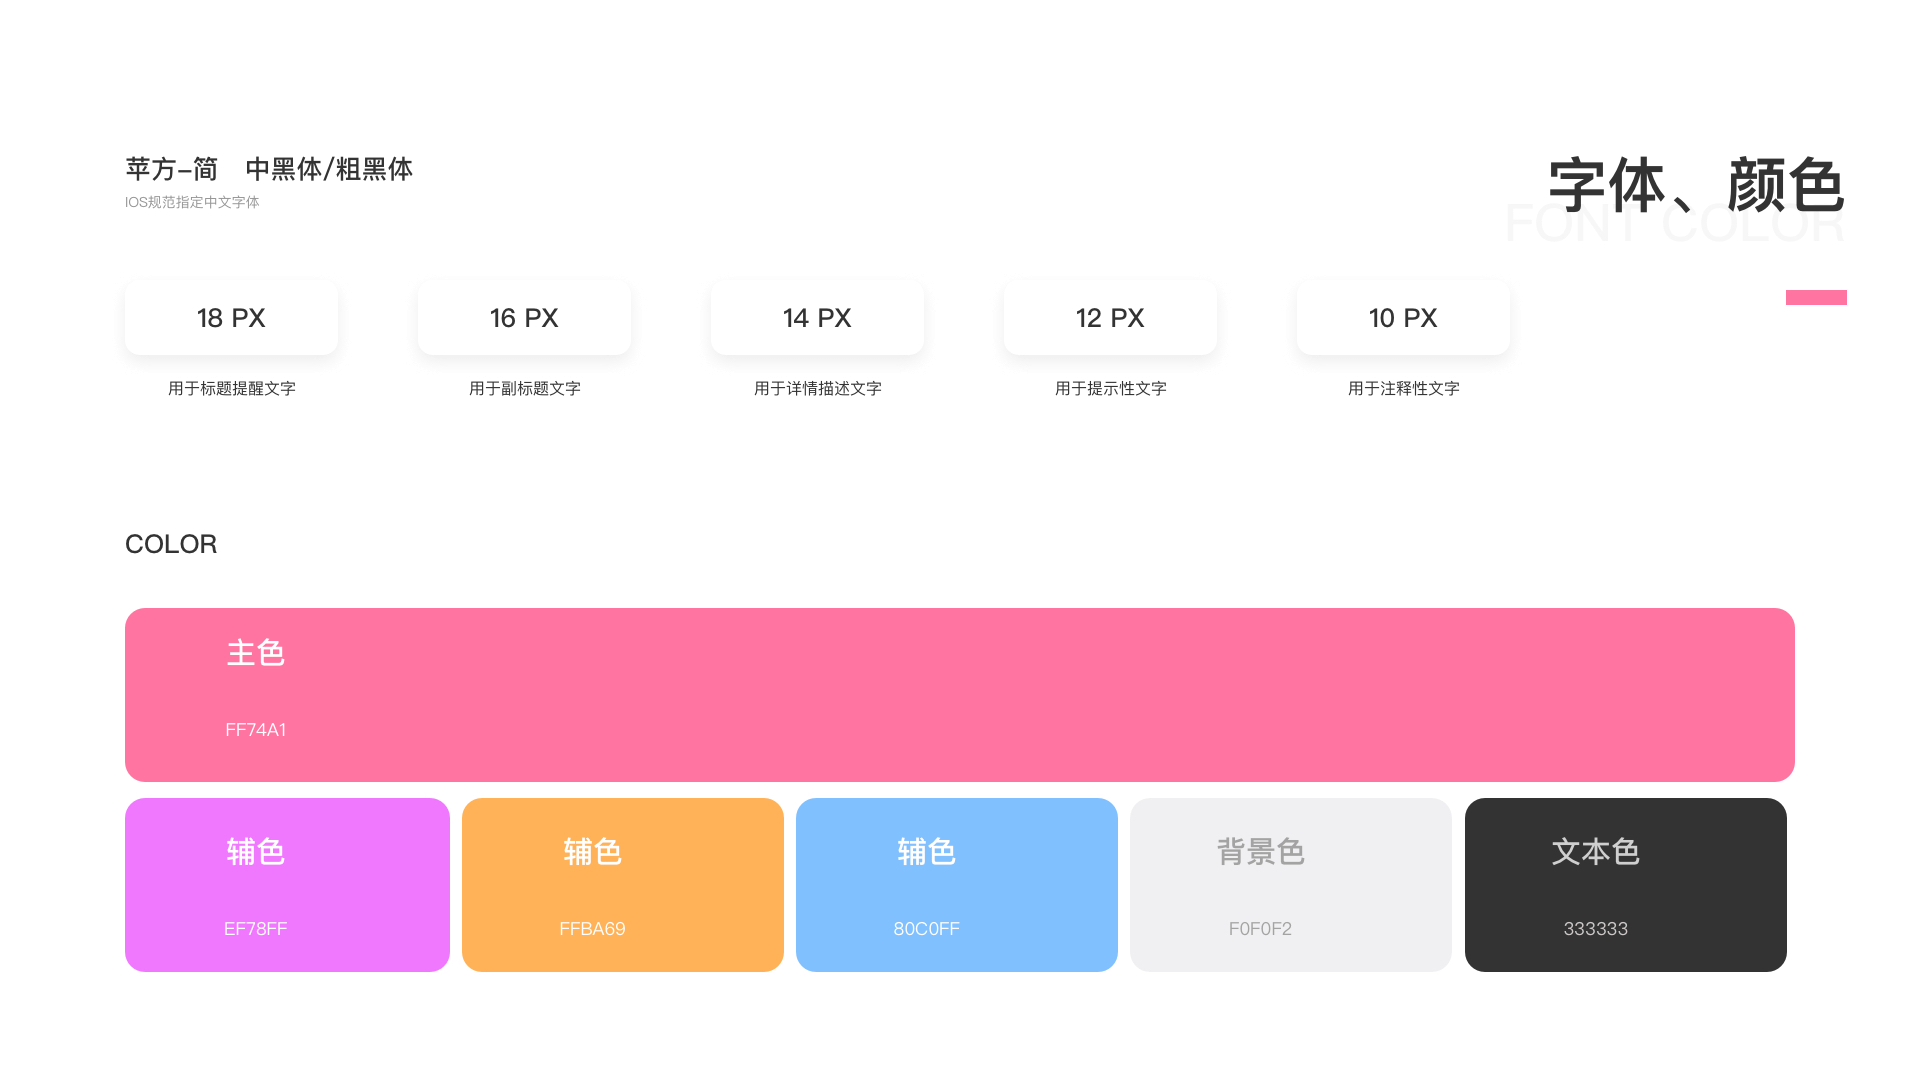 字体、颜色
FONT COLOR
苹方-简　中黑体/粗黑体
IOS规范指定中文字体
18 PX
用于标题提醒文字
16 PX
用于副标题文字
14 PX
用于详情描述文字
12 PX
用于提示性文字
10 PX
用于注释性文字
COLOR
主色
FF74A1
辅色
EF78FF
辅色
FFBA69
辅色
80C0FF
背景色
F0F0F2
文本色
333333